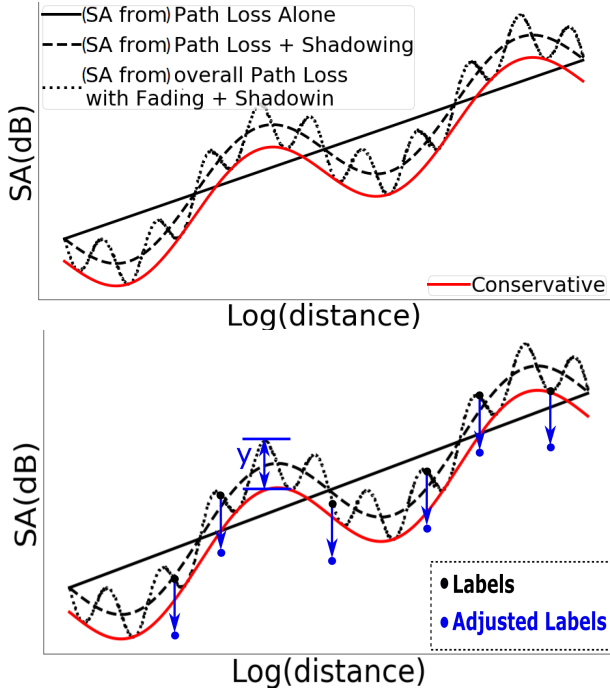 (SA from) Path Loss Alone
(SA from) Path Loss + Shadowing
(SA from) overall Path Loss
with Fading + Shadowin
SA(dB)
Conservative
Log(distance)
y
SA(dB)
Labels
Adjusted Labels
Log(distance)